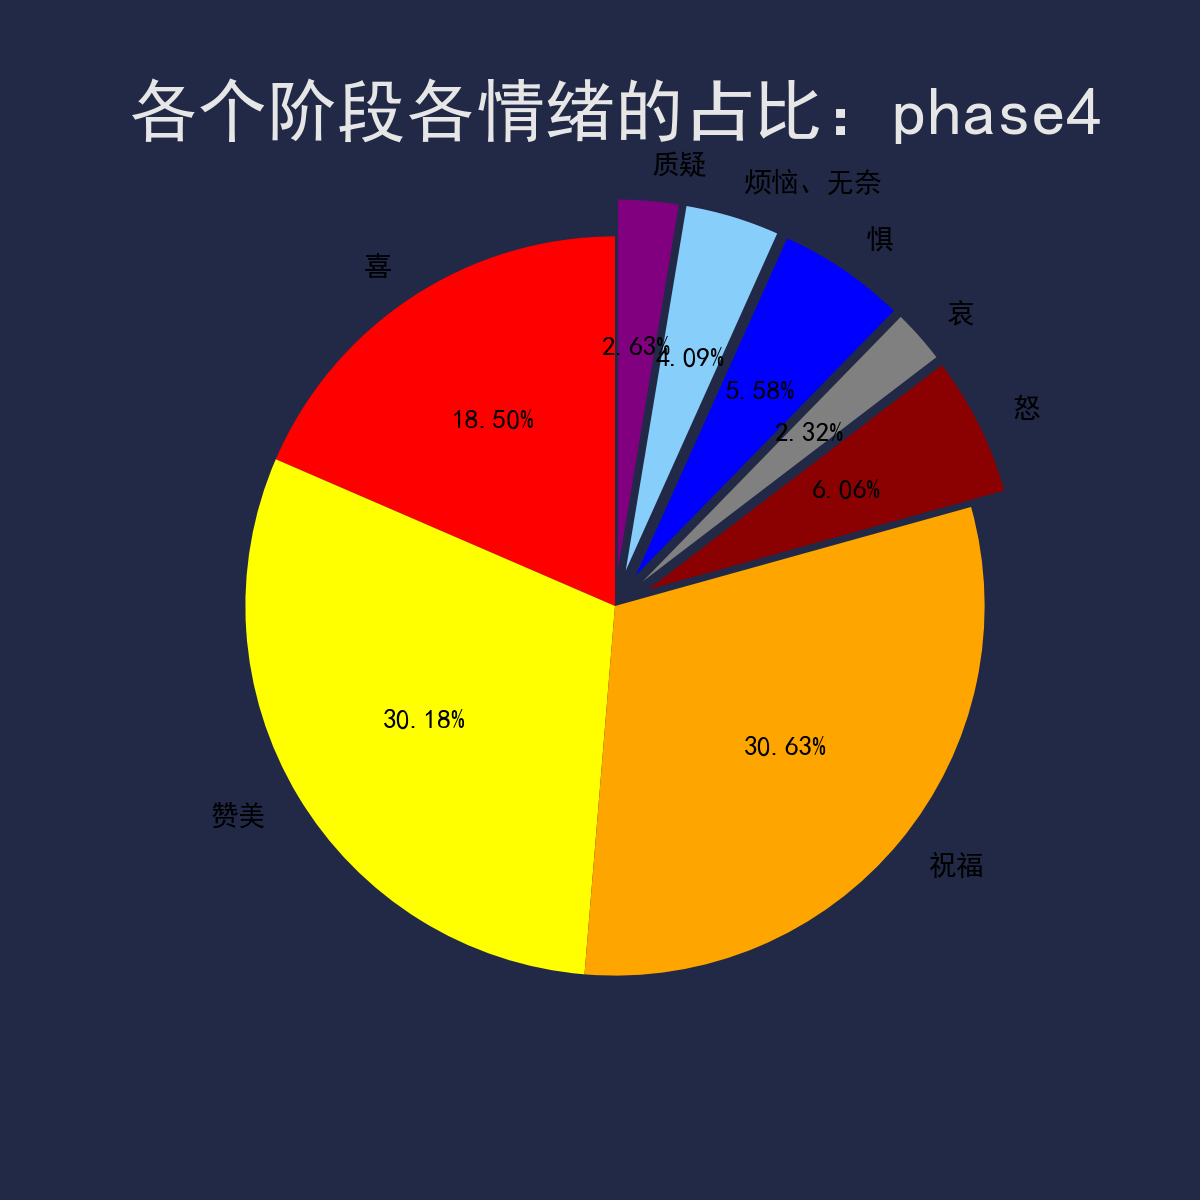 各个阶段各情绪的占比：phase4
质疑
烦恼、无奈
惧
喜
哀
2.63%
4.09%
5.58%
怒
18.50%
2.32%
6.06%
30.18%
30.63%
赞美
祝福